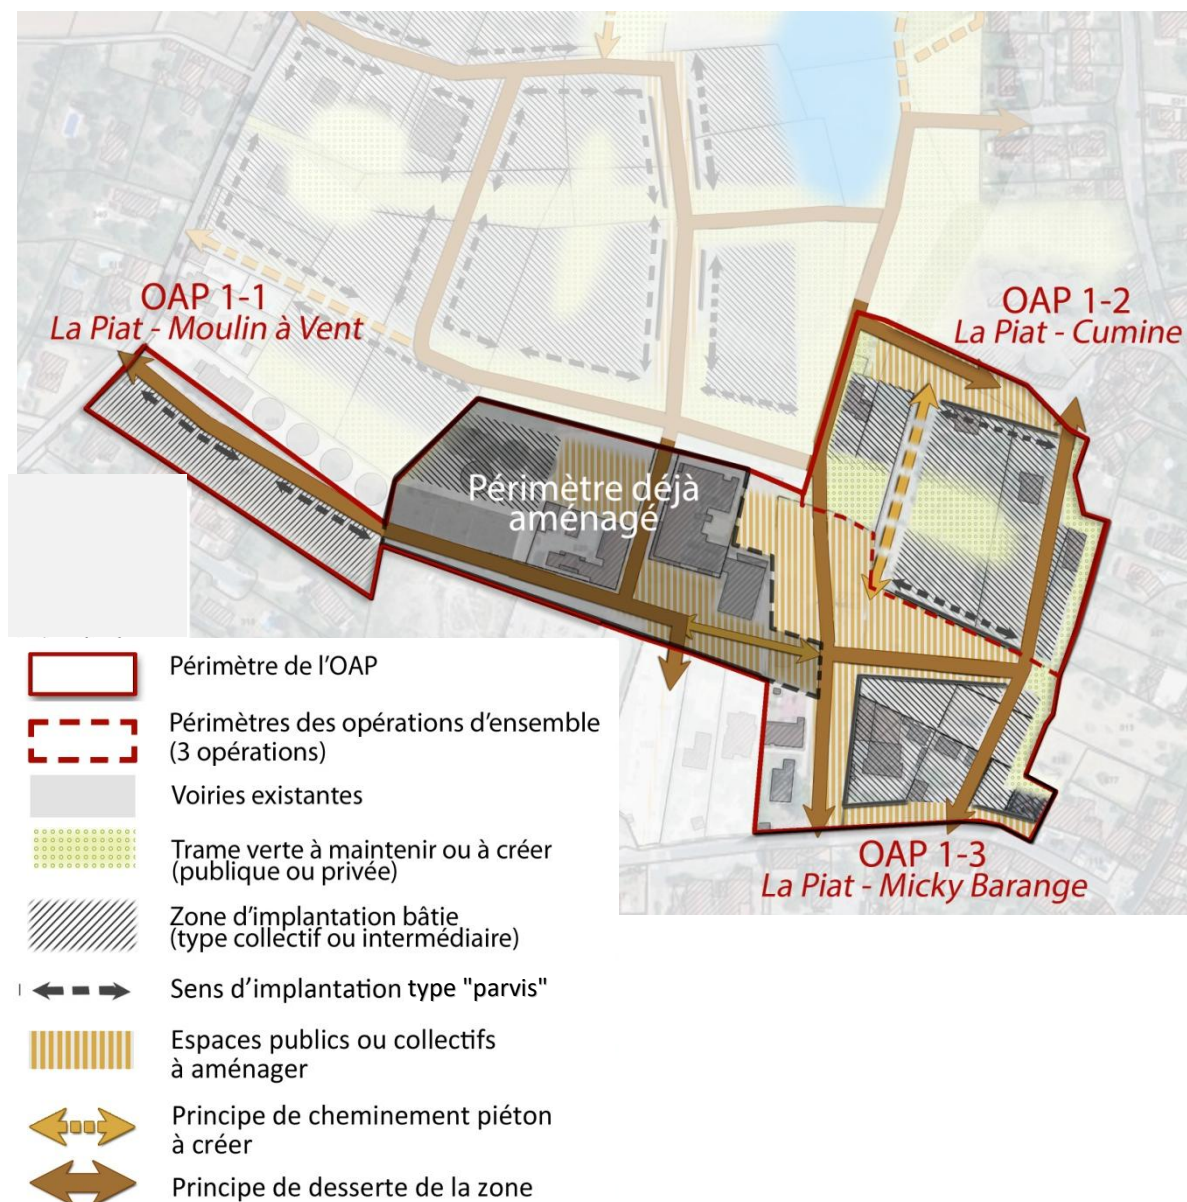 OAP 1-1
La Piat - Moulin à Vent
OAP 1-2
La Piat - Cumine
Périmètre déjà
aménagé
OAP 1-3
La Piat - Micky Barange
Périmètre de l'OAP
Périmètres des opérations d'ensemble
(3 opérations)
Voiries existantes
Trame verte à maintenir ou à créer
(publique ou privée)
Zone d'implantation bâtie
(type collectif ou intermédiaire)
Sens d'implantation type "parvis"
Espaces publics ou collectifs
à aménager
Principe de cheminement piéton
à créer
Principe de desserte de la zone